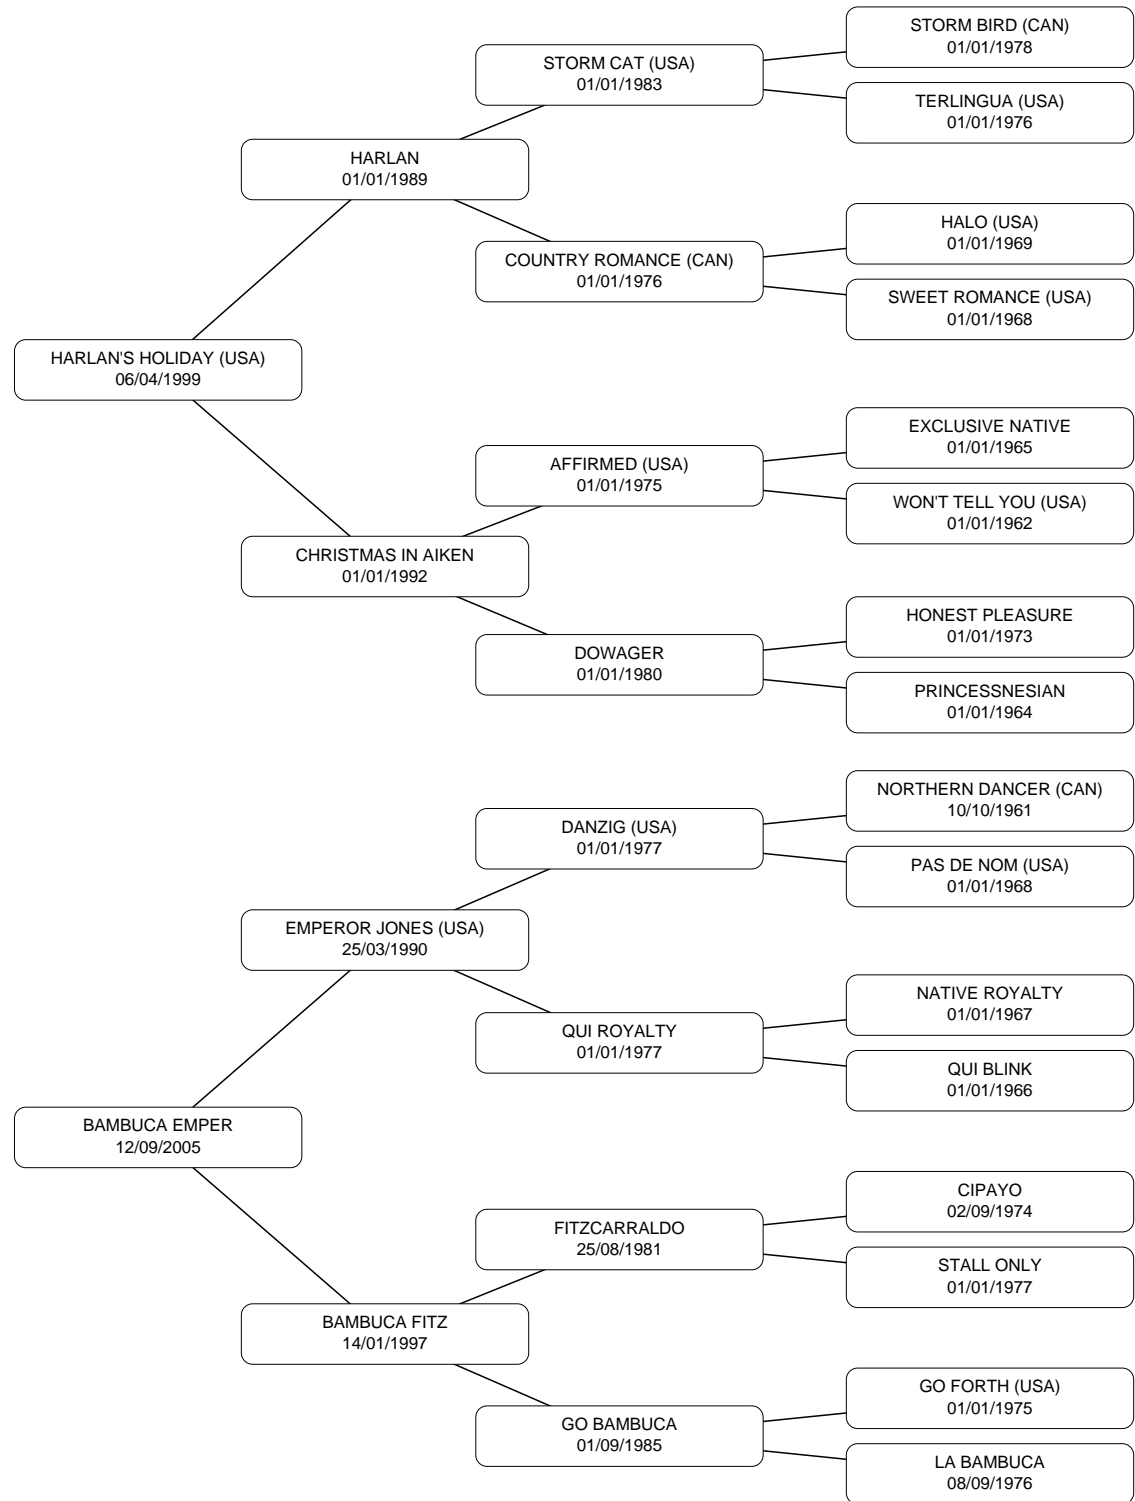 STORM BIRD (CAN)
01/01/1978
STORM CAT (USA)
01/01/1983
TERLINGUA (USA)
01/01/1976
HARLAN
01/01/1989
HALO (USA)
01/01/1969
COUNTRY ROMANCE (CAN)
01/01/1976
SWEET ROMANCE (USA)
01/01/1968
HARLAN'S HOLIDAY (USA)
06/04/1999
EXCLUSIVE NATIVE
01/01/1965
AFFIRMED (USA)
01/01/1975
WON'T TELL YOU (USA)
01/01/1962
CHRISTMAS IN AIKEN
01/01/1992
HONEST PLEASURE
01/01/1973
DOWAGER
01/01/1980
PRINCESSNESIAN
01/01/1964
NORTHERN DANCER (CAN)
10/10/1961
DANZIG (USA)
01/01/1977
PAS DE NOM (USA)
01/01/1968
EMPEROR JONES (USA)
25/03/1990
NATIVE ROYALTY
01/01/1967
QUI ROYALTY
01/01/1977
QUI BLINK
01/01/1966
BAMBUCA EMPER
12/09/2005
CIPAYO
02/09/1974
FITZCARRALDO
25/08/1981
STALL ONLY
01/01/1977
BAMBUCA FITZ
14/01/1997
GO FORTH (USA)
01/01/1975
GO BAMBUCA
01/09/1985
LA BAMBUCA
08/09/1976